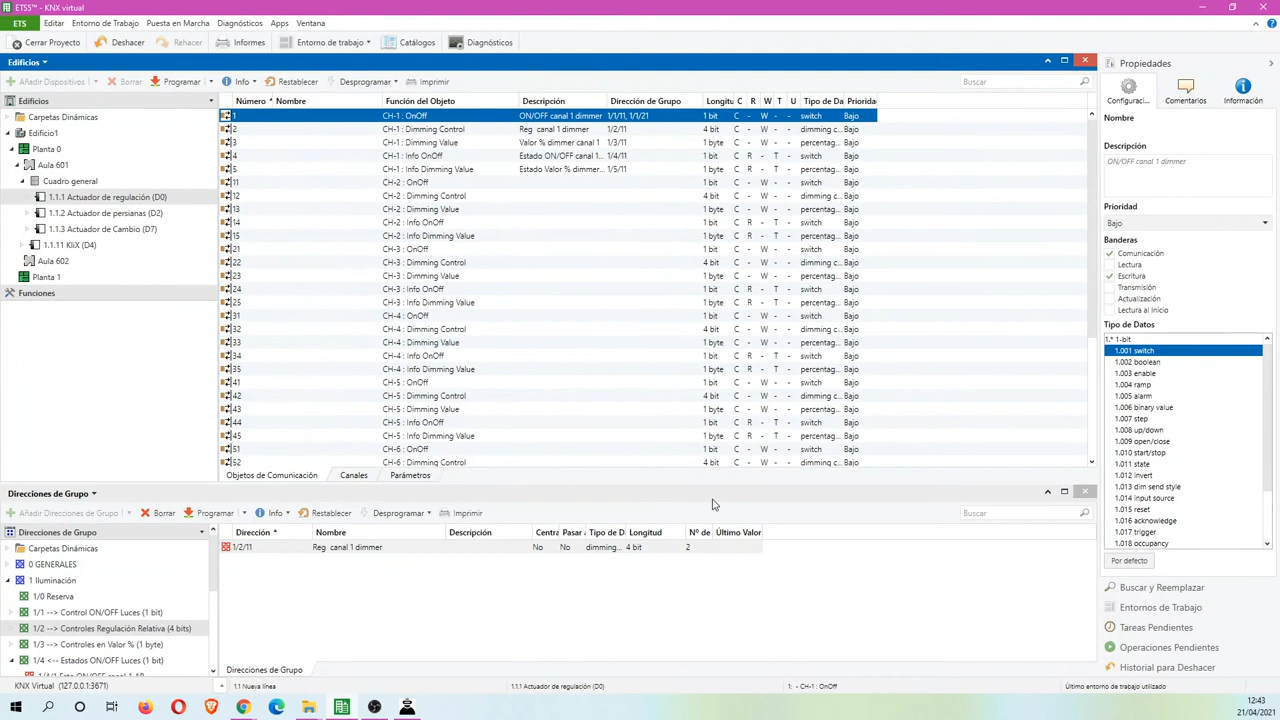 ETS5™ - KNX virtual
ETS Editar Entorno de Trabajo Puesta en Marcha Diagnósticos Apps Ventana
Cerrar Proyecto Deshacer Rehacer Informes Entorno de trabajo Catálogos Diagnósticos
Edificios
Añadir Dispositivos Borrar Programar Info Restablecer Desprogramar Imprimir Buscar
Edificios
Carpetas Dinámicas
Edificio1
Planta 0
Aula 601
Cuadro general
1.1.1 Actuador de regulación (D0)
1.1.2 Actuador de persianas (D2)
1.1.3 Actuador de Cambio (D7)
1.1.11 KliX (D4)
Aula 602
Planta 1
Funciones
Número Nombre Función del Objeto Descripción Dirección de Grupo Longitu C R W T U Tipo de Da Prioridad
1 CH-1 : OnOff ON/OFF canal 1 dimmer 1/1/11, 1/1/21 1 bit C - W - - switch Bajo
2 CH-1 : Dimming Control Reg. canal 1 dimmer 1/2/11 4 bit C - W - - dimming c... Bajo
3 CH-1 : Dimming Value Valor % dimmer canal 1 1/3/11 1 byte C - W - - percentag... Bajo
4 CH-1 : Info OnOff Estado ON/OFF canal 1... 1/4/11 1 bit C R - T - switch Bajo
5 CH-1 : Info Dimming Value Estado Valor % dimmer... 1/5/11 1 byte C R - T - percentag... Bajo
11 CH-2 : OnOff 1 bit C - W - - switch Bajo
12 CH-2 : Dimming Control 4 bit C - W - - dimming c... Bajo
13 CH-2 : Dimming Value 1 byte C - W - - percentag... Bajo
14 CH-2 : Info OnOff 1 bit C R - T - switch Bajo
15 CH-2 : Info Dimming Value 1 byte C R - T - percentag... Bajo
21 CH-3 : OnOff 1 bit C - W - - switch Bajo
22 CH-3 : Dimming Control 4 bit C - W - - dimming c... Bajo
23 CH-3 : Dimming Value 1 byte C - W - - percentag... Bajo
24 CH-3 : Info OnOff 1 bit C R - T - switch Bajo
25 CH-3 : Info Dimming Value 1 byte C R - T - percentag... Bajo
31 CH-4 : OnOff 1 bit C - W - - switch Bajo
32 CH-4 : Dimming Control 4 bit C - W - - dimming c... Bajo
33 CH-4 : Dimming Value 1 byte C - W - - percentag... Bajo
34 CH-4 : Info OnOff 1 bit C R - T - switch Bajo
35 CH-4 : Info Dimming Value 1 byte C R - T - percentag... Bajo
41 CH-5 : OnOff 1 bit C - W - - switch Bajo
42 CH-5 : Dimming Control 4 bit C - W - - dimming c... Bajo
43 CH-5 : Dimming Value 1 byte C - W - - percentag... Bajo
44 CH-5 : Info OnOff 1 bit C R - T - switch Bajo
45 CH-5 : Info Dimming Value 1 byte C R - T - percentag... Bajo
51 CH-6 : OnOff 1 bit C - W - - switch Bajo
52 CH-6 : Dimming Control 4 bit C - W - - dimming c... Bajo
Objetos de Comunicación Canales Parámetros
Direcciones de Grupo
Añadir Direcciones de Grupo Borrar Programar Info Restablecer Desprogramar Imprimir Buscar
Direcciones de Grupo
Carpetas Dinámicas
0 GENERALES
1 Iluminación
1/0 Reserva
1/1 --> Control ON/OFF Luces (1 bit)
1/2 --> Controles Regulación Relativa (4 bits)
1/3 --> Controles en Valor % (1 byte)
1/4 <-- Estados ON/OFF Luces (1 bit)
Dirección Nombre Descripción Centra Pasar Tipo de D Longitud Nº de Último Valor
1/2/11 Reg canal 1 dimmer No No dimming... 4 bit 2
Direcciones de Grupo
Propiedades
Configuraci... Comentarios Información
Nombre
Descripción
ON/OFF canal 1 dimmer
Prioridad
Bajo
Banderas
Comunicación
Lectura
Escritura
Transmisión
Actualización
Lectura al Inicio
Tipo de Datos
1.* 1-bit
1.001 switch
1.002 boolean
1.003 enable
1.004 ramp
1.005 alarm
1.006 binary value
1.007 step
1.008 up/down
1.009 open/close
1.010 start/stop
1.011 state
1.012 invert
1.013 dim send style
1.014 input source
1.015 reset
1.016 acknowledge
1.017 trigger
1.018 occupancy
Por defecto
Buscar y Reemplazar
Entornos de Trabajo
Tareas Pendientes
Operaciones Pendientes
Historial para Deshacer
KNX Virtual (127.0.0.1:3671) 1.1 Nueva línea 1.1.1 Actuador de regulación (D0) 1: - CH-1 : OnOff Último entorno de trabajo utilizado
12:43
21/04/2021